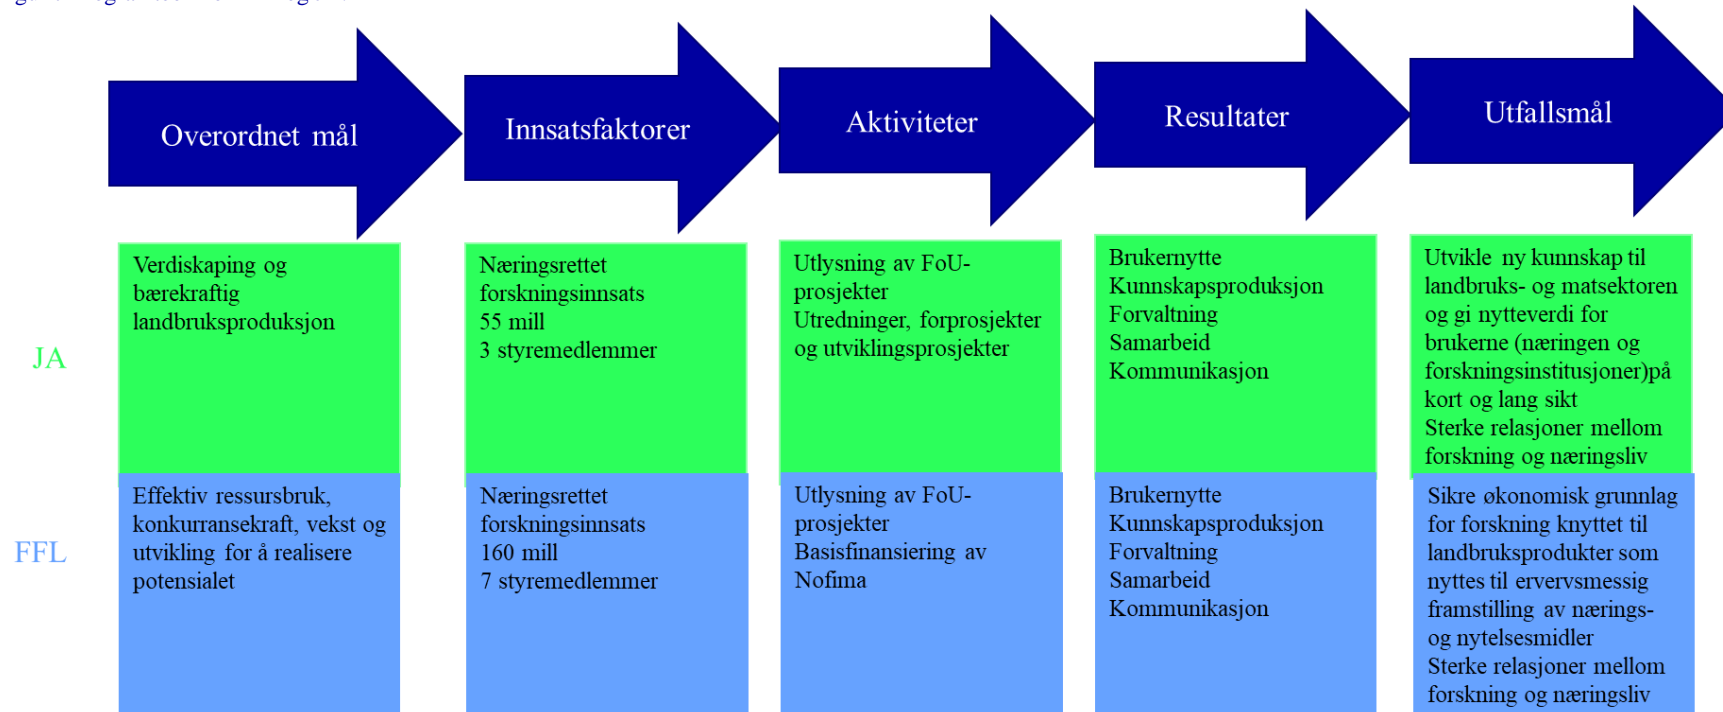 Overordnet mål
Innsatsfaktorer
Aktiviteter
Resultater
Utfallsmål
JA
Verdiskaping og
bærekraftig
landbruksproduksjon
Næringsrettet
forskningsinnsats
55 mill
3 styremedlemmer
Utlysning av FoU-
prosjekter
Utredninger, forprosjekter
og utviklingsprosjekter
Brukernytte
Kunnskapsproduksjon
Forvaltning
Samarbeid
Kommunikasjon
Utvikle ny kunnskap til
landbruks- og matsektoren
og gi nytteverdi for
brukerne (næringen og
forskningsinstitusjoner)på
kort og lang sikt
Sterke relasjoner mellom
forskning og næringsliv
FFL
Effektiv ressursbruk,
konkurransekraft, vekst og
utvikling for å realisere
potensialet
Næringsrettet
forskningsinnsats
160 mill
7 styremedlemmer
Utlysning av FoU-
prosjekter
Basisfinansiering av
Nofima
Brukernytte
Kunnskapsproduksjon
Forvaltning
Samarbeid
Kommunikasjon
Sikre økonomisk grunnlag
for forskning knyttet til
landbruksprodukter som
nyttes til ervervsmessig
framstilling av nærings-
og nytelsesmidler
Sterke relasjoner mellom
forskning og næringsliv